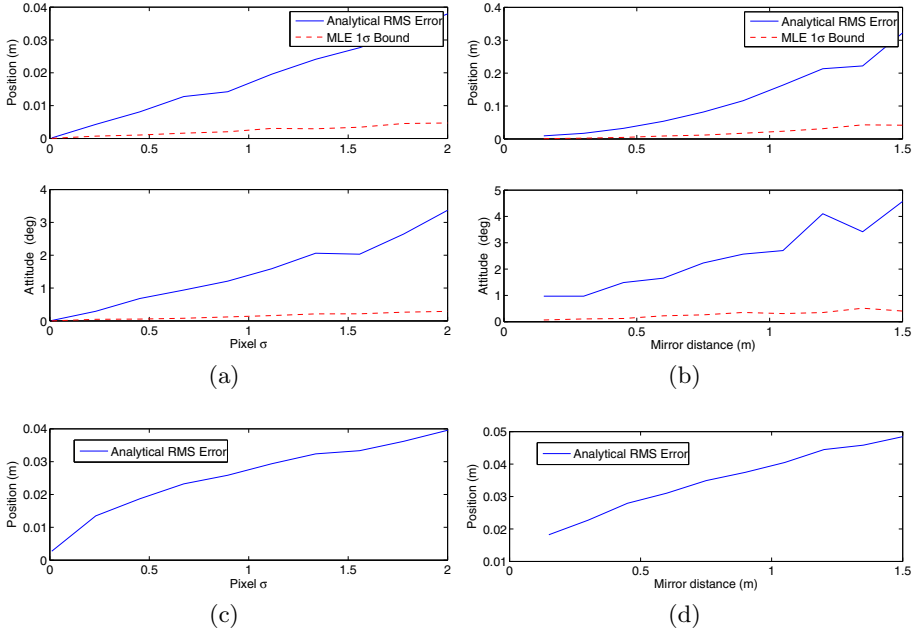 0.04
0.03
0.02
0.01
0
Position (m)
Analytical RMS Error
MLE 1σ Bound
0 0.5 1 1.5 2
0.4
0.3
0.2
0.1
0
Position (m)
Analytical RMS Error
MLE 1σ Bound
0 0.5 1 1.5
4
3
2
1
0
Attitude (deg)
0 0.5 1 1.5 2
Pixel σ
(a)
5
4
3
2
1
0
Attitude (deg)
0 0.5 1 1.5
Mirror distance (m)
(b)
0.04
0.03
0.02
0.01
0
Position (m)
Analytical RMS Error
0 0.5 1 1.5 2
Pixel σ
(c)
0.05
0.04
0.03
0.02
0.01
Position (m)
Analytical RMS Error
0 0.5 1 1.5
Mirror distance (m)
(d)